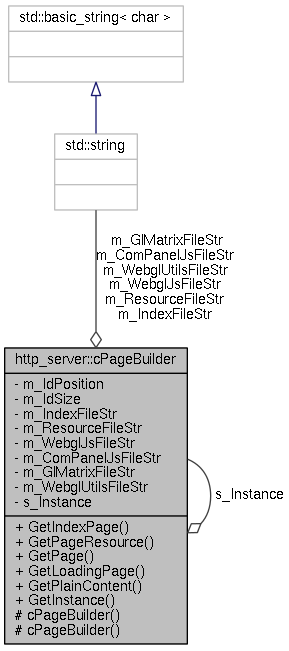 std::basic_string< char >
std::string
m_GlMatrixFileStr
m_ComPanelJsFileStr
m_WebglUtilsFileStr
m_WebglJsFileStr
m_ResourceFileStr
m_IndexFileStr
http_server::cPageBuilder
- m_IdPosition
- m_IdSize
- m_IndexFileStr
- m_ResourceFileStr
- m_WebglJsFileStr
- m_ComPanelJsFileStr
- m_GlMatrixFileStr
- m_WebglUtilsFileStr
- s_Instance
s_Instance
+ GetIndexPage()
+ GetPageResource()
+ GetPage()
+ GetLoadingPage()
+ GetPlainContent()
+ GetInstance()
# cPageBuilder()
# cPageBuilder()